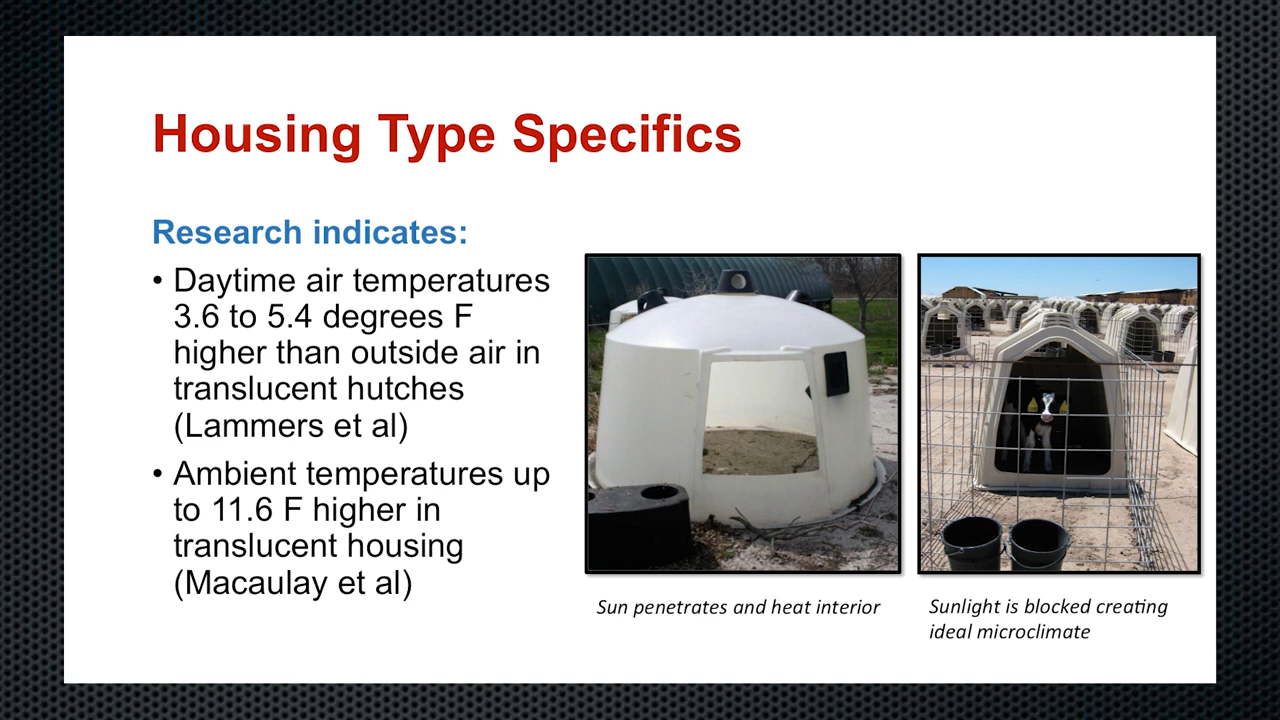 Housing Type Specifics
Research indicates:
• Daytime air temperatures
3.6 to 5.4 degrees F
higher than outside air in
translucent hutches
(Lammers et al)
• Ambient temperatures up
to 11.6 F higher in
translucent housing
(Macaulay et al)
Sun penetrates and heat interior
Sunlight is blocked creating
ideal microclimate